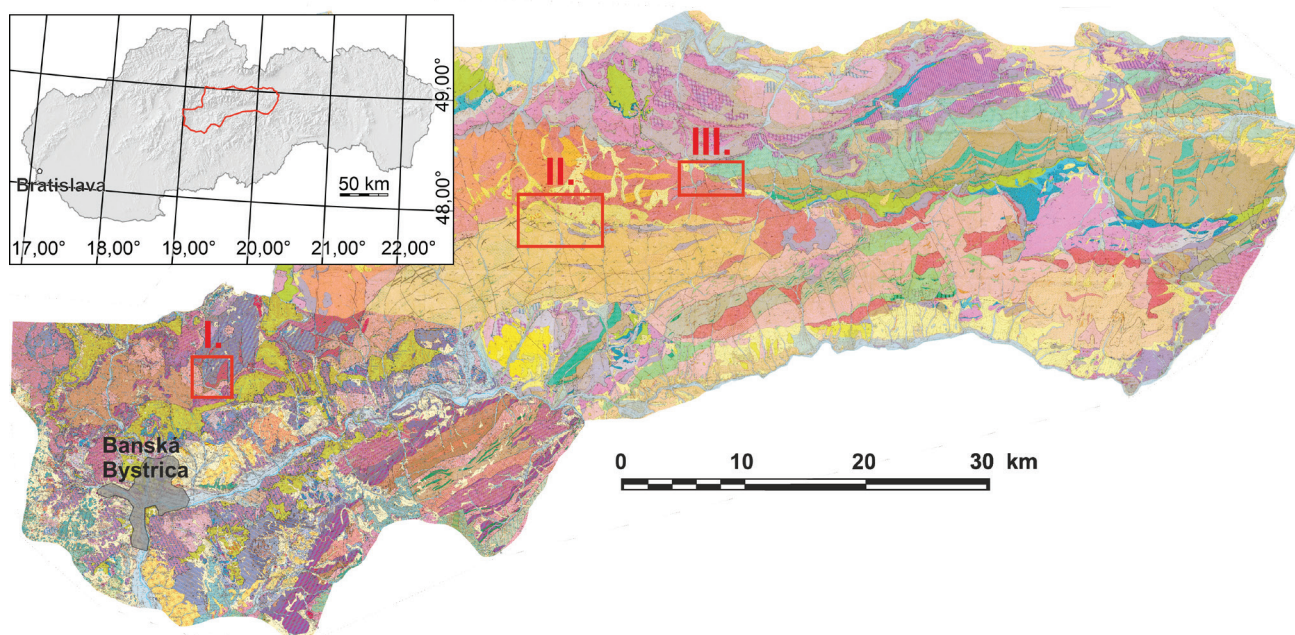 49,00°
48,00°
Bratislava
50 km
17,00° 18,00° 19,00° 20,00° 21,00° 22,00°
I.
II.
III.
Banská
Bystrica
0 10 20 30 km